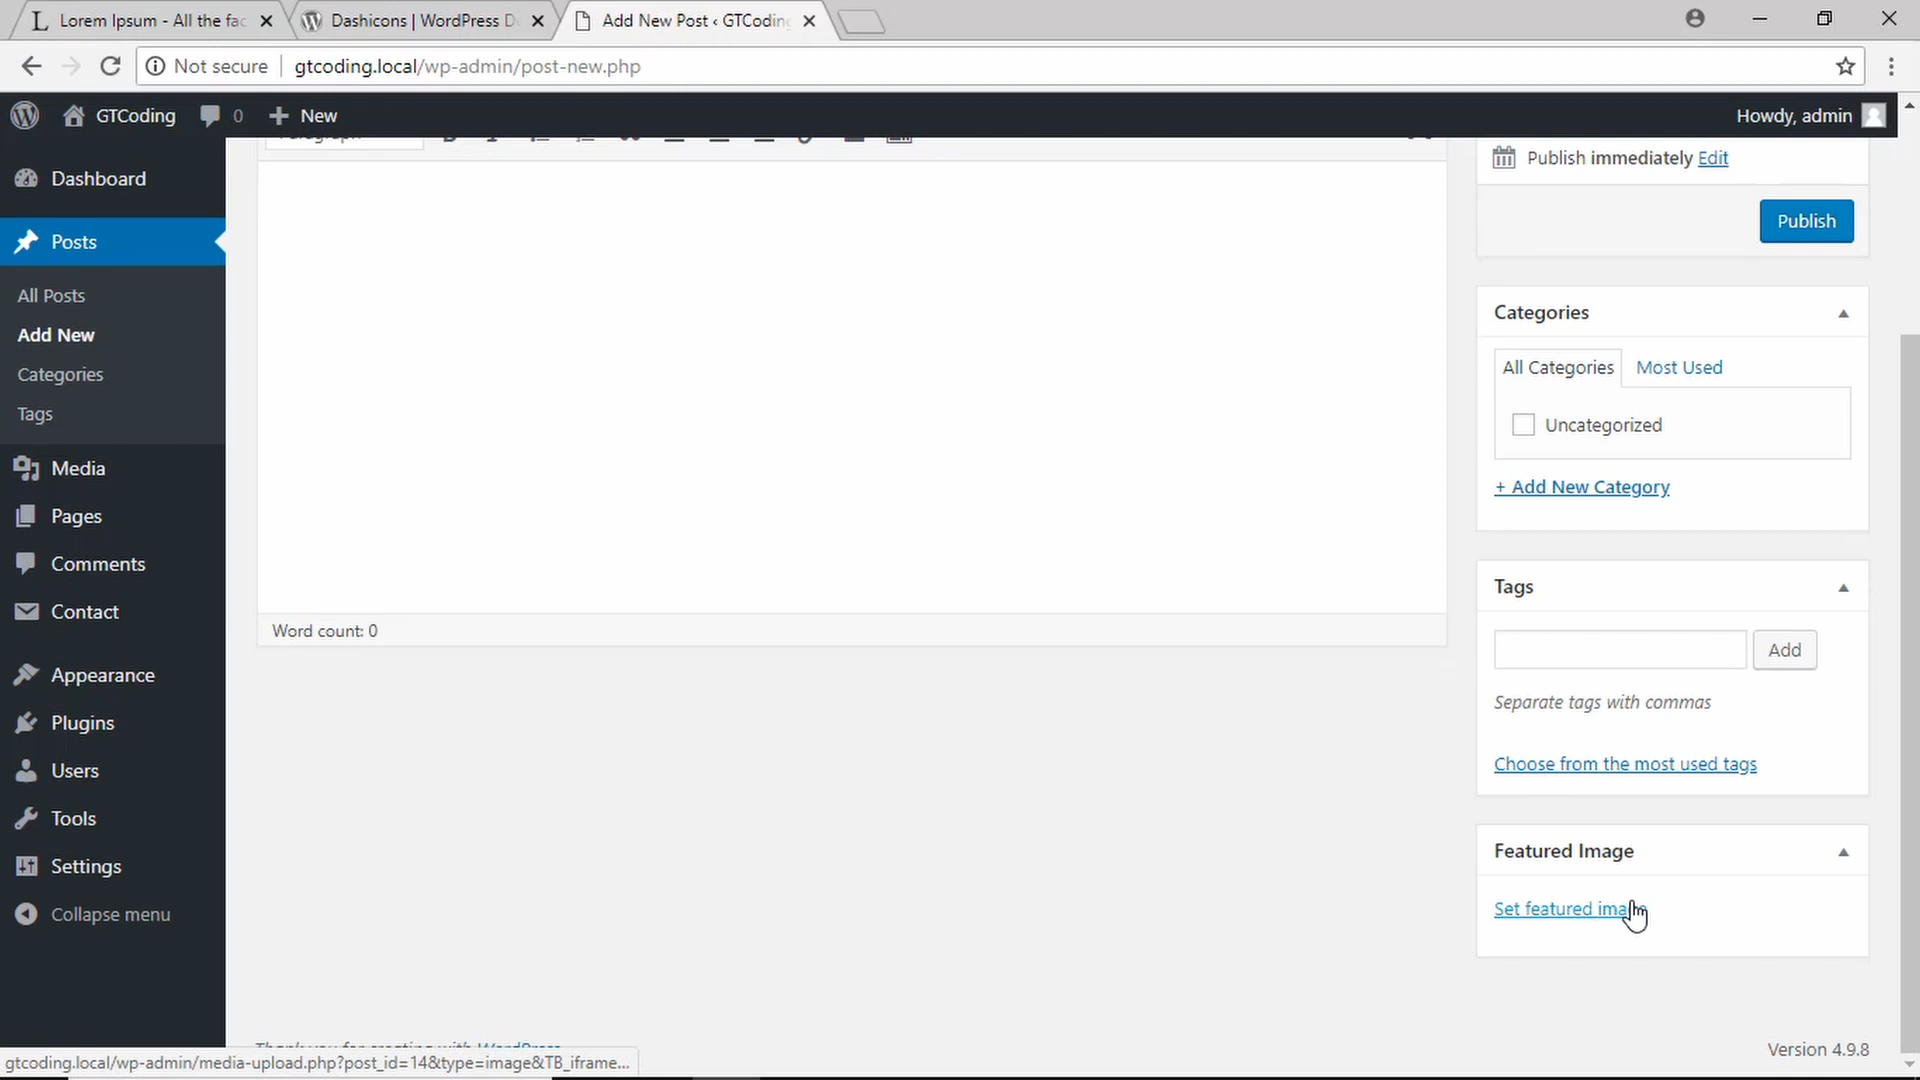 Lorem Ipsum - All the fac
Dashicons | WordPress D
Add New Post ‹ GTCoding
Not secure
gtcoding.local/wp-admin/post-new.php
GTCoding
0
New
Howdy, admin
Dashboard
Posts
All Posts
Add New
Categories
Tags
Media
Pages
Comments
Contact
Appearance
Plugins
Users
Tools
Settings
Collapse menu
Paragraph
Word count: 0
Publish immediately Edit
Publish
Categories
All Categories
Most Used
Uncategorized
+ Add New Category
Tags
Add
Separate tags with commas
Choose from the most used tags
Featured Image
Set featured image
Thank you for creating with WordPress
Version 4.9.8
gtcoding.local/wp-admin/media-upload.php?post_id=14&type=image&TB_iframe...